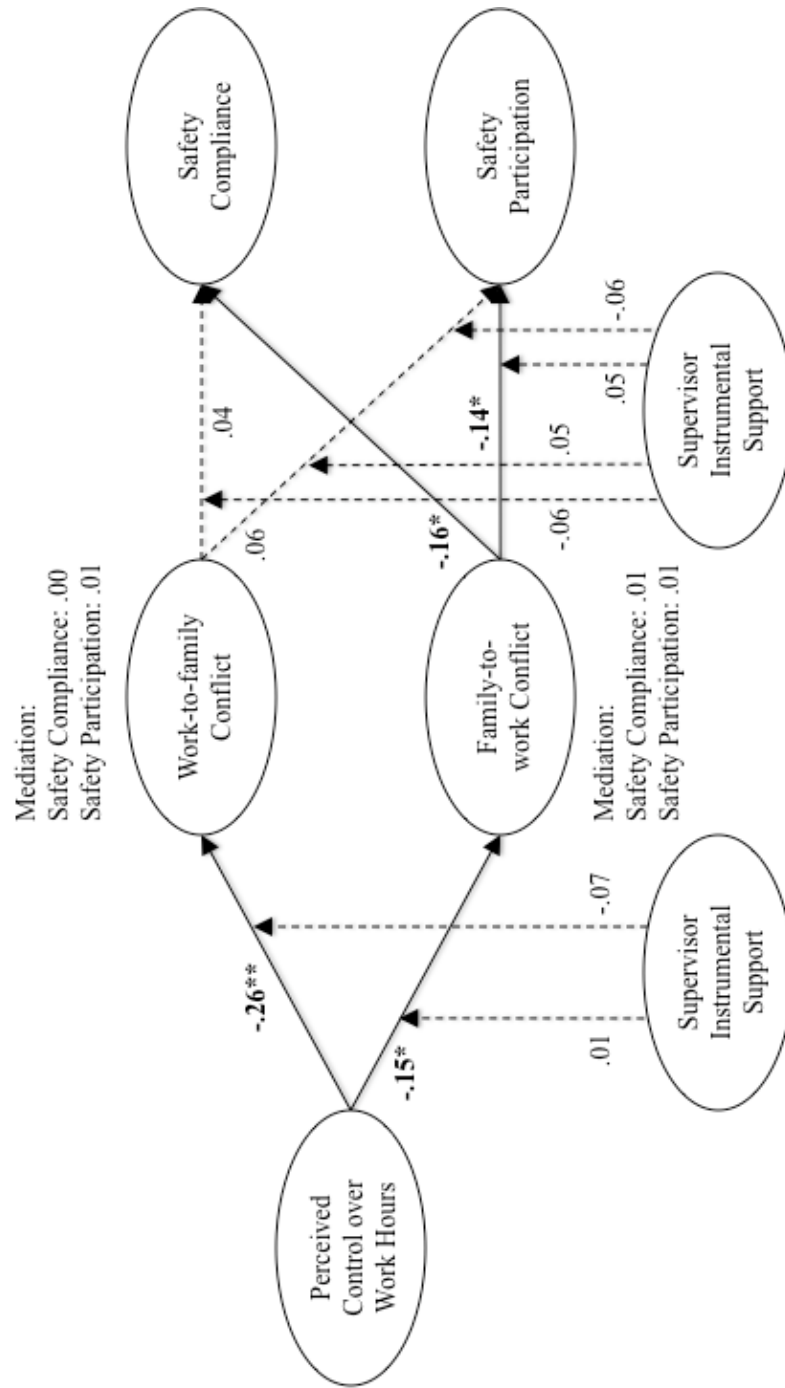 Perceived
Control over
Work Hours
-.26**
-.15*
.01
-.07
Supervisor
Instrumental
Support
Mediation:
Safety Compliance: .00
Safety Participation: .01
Work-to-family
Conflict
Family-to-
work Conflict
Mediation:
Safety Compliance: .01
Safety Participation: .01
.04
.06
-.16*
-.14*
-.06
.05
.05
-.06
Supervisor
Instrumental
Support
Safety
Compliance
Safety
Participation